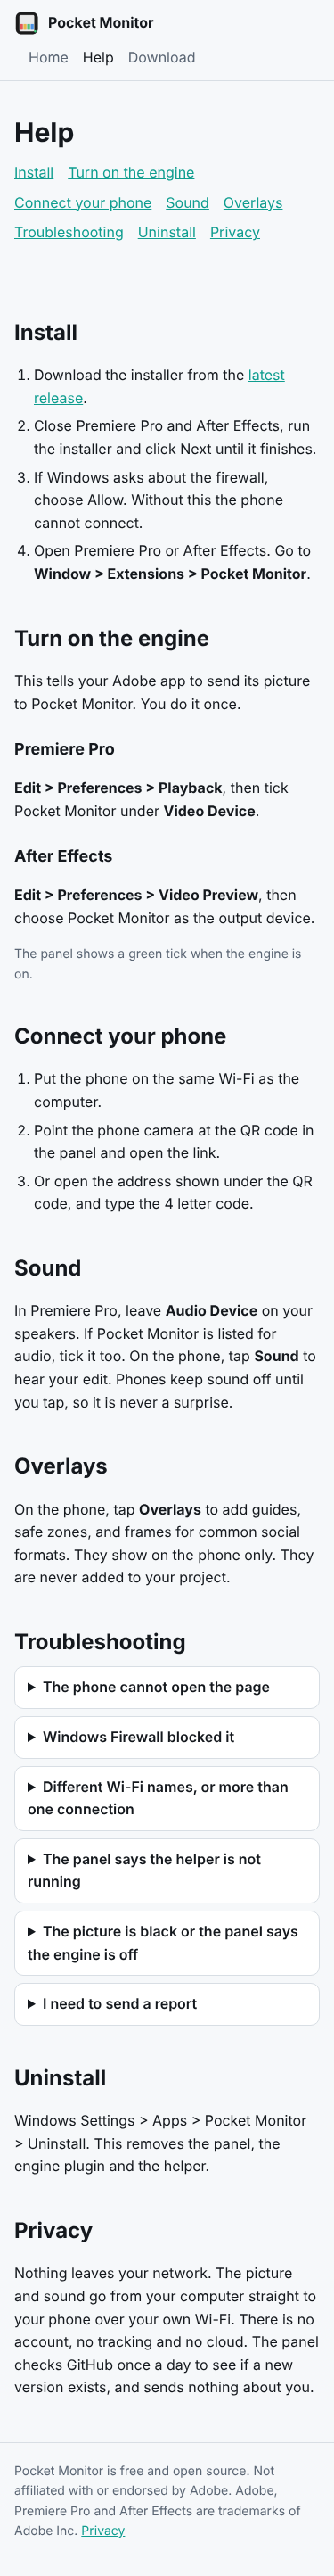 Pocket Monitor
Home Help Download
Help
Install Turn on the engine
Connect your phone Sound Overlays
Troubleshooting Uninstall Privacy
Install
1. Download the installer from the latest
release.
2. Close Premiere Pro and After Effects, run
the installer and click Next until it finishes.
3. If Windows asks about the firewall,
choose Allow. Without this the phone
cannot connect.
4. Open Premiere Pro or After Effects. Go to
Window > Extensions > Pocket Monitor.
Turn on the engine
This tells your Adobe app to send its picture
to Pocket Monitor. You do it once.
Premiere Pro
Edit > Preferences > Playback, then tick
Pocket Monitor under Video Device.
After Effects
Edit > Preferences > Video Preview, then
choose Pocket Monitor as the output device.
The panel shows a green tick when the engine is
on.
Connect your phone
1. Put the phone on the same Wi-Fi as the
computer.
2. Point the phone camera at the QR code in
the panel and open the link.
3. Or open the address shown under the QR
code, and type the 4 letter code.
Sound
In Premiere Pro, leave Audio Device on your
speakers. If Pocket Monitor is listed for
audio, tick it too. On the phone, tap Sound to
hear your edit. Phones keep sound off until
you tap, so it is never a surprise.
Overlays
On the phone, tap Overlays to add guides,
safe zones, and frames for common social
formats. They show on the phone only. They
are never added to your project.
Troubleshooting
The phone cannot open the page
Windows Firewall blocked it
Different Wi-Fi names, or more than
one connection
The panel says the helper is not
running
The picture is black or the panel says
the engine is off
I need to send a report
Uninstall
Windows Settings > Apps > Pocket Monitor
> Uninstall. This removes the panel, the
engine plugin and the helper.
Privacy
Nothing leaves your network. The picture
and sound go from your computer straight to
your phone over your own Wi-Fi. There is no
account, no tracking and no cloud. The panel
checks GitHub once a day to see if a new
version exists, and sends nothing about you.
Pocket Monitor is free and open source. Not
affiliated with or endorsed by Adobe. Adobe,
Premiere Pro and After Effects are trademarks of
Adobe Inc. Privacy